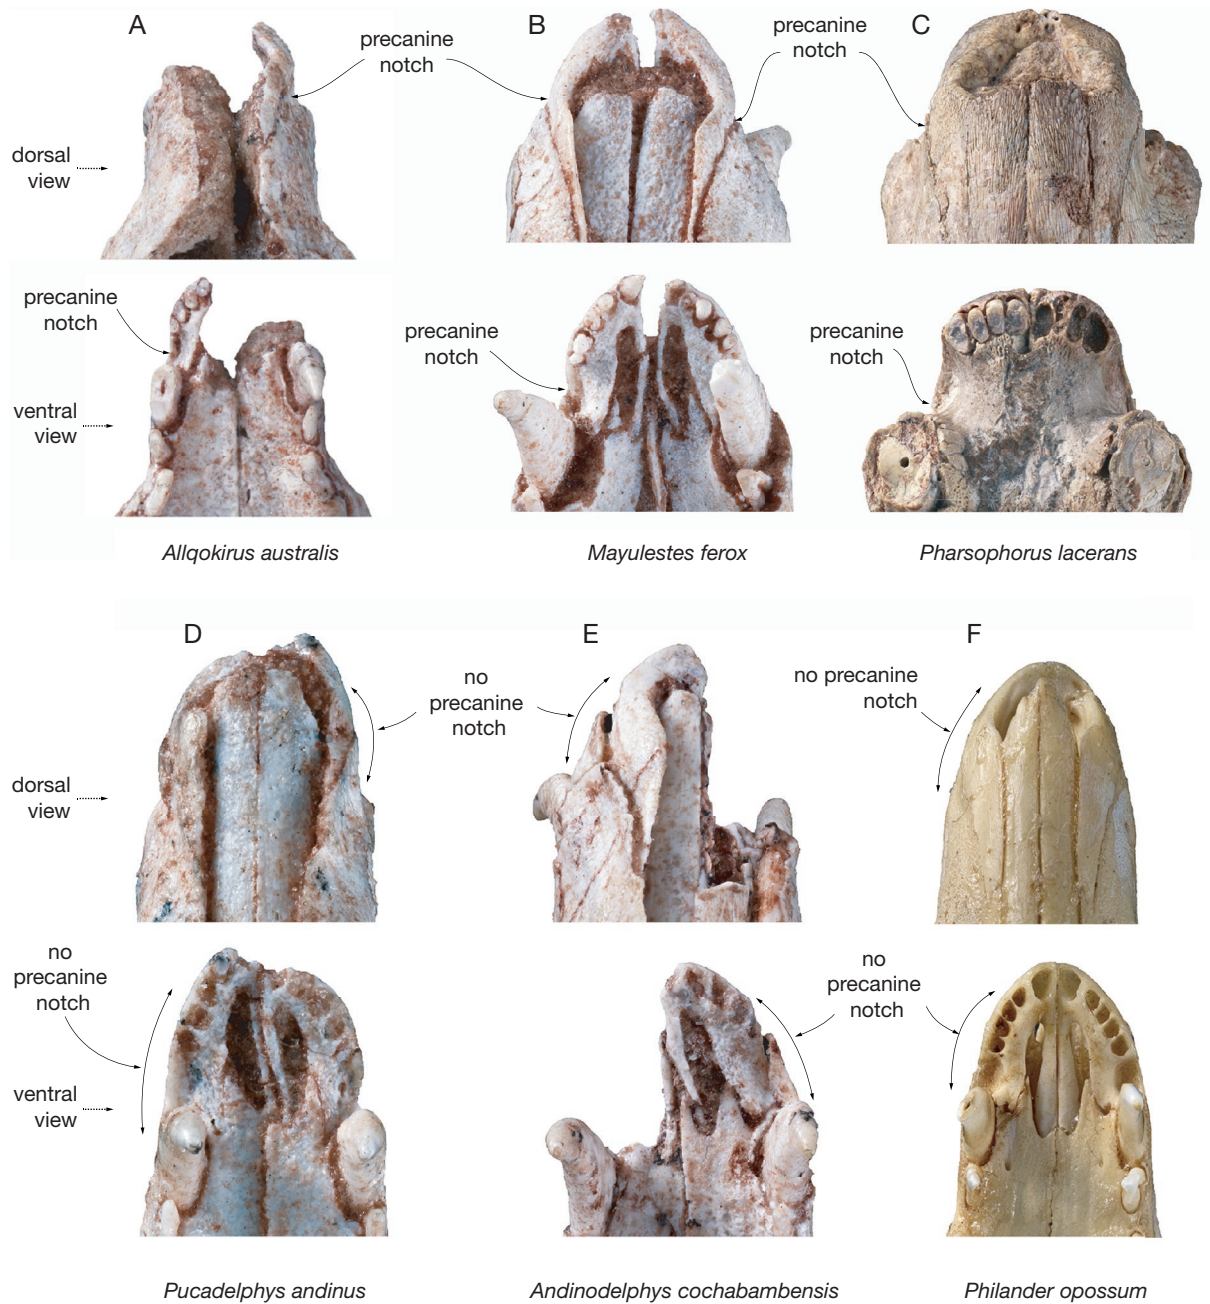 A
B
C
precanine
notch
precanine
notch
dorsal
view
precanine
notch
precanine
notch
precanine
notch
ventral
view
Allqokirus australis
Mayulestes ferox
Pharsophorus lacerans
D
E
F
no
precanine
notch
no precanine
notch
dorsal
view
no
precanine
notch
no
precanine
notch
ventral
view
Pucadelphys andinus
Andinodelphys cochabambensis
Philander opossum